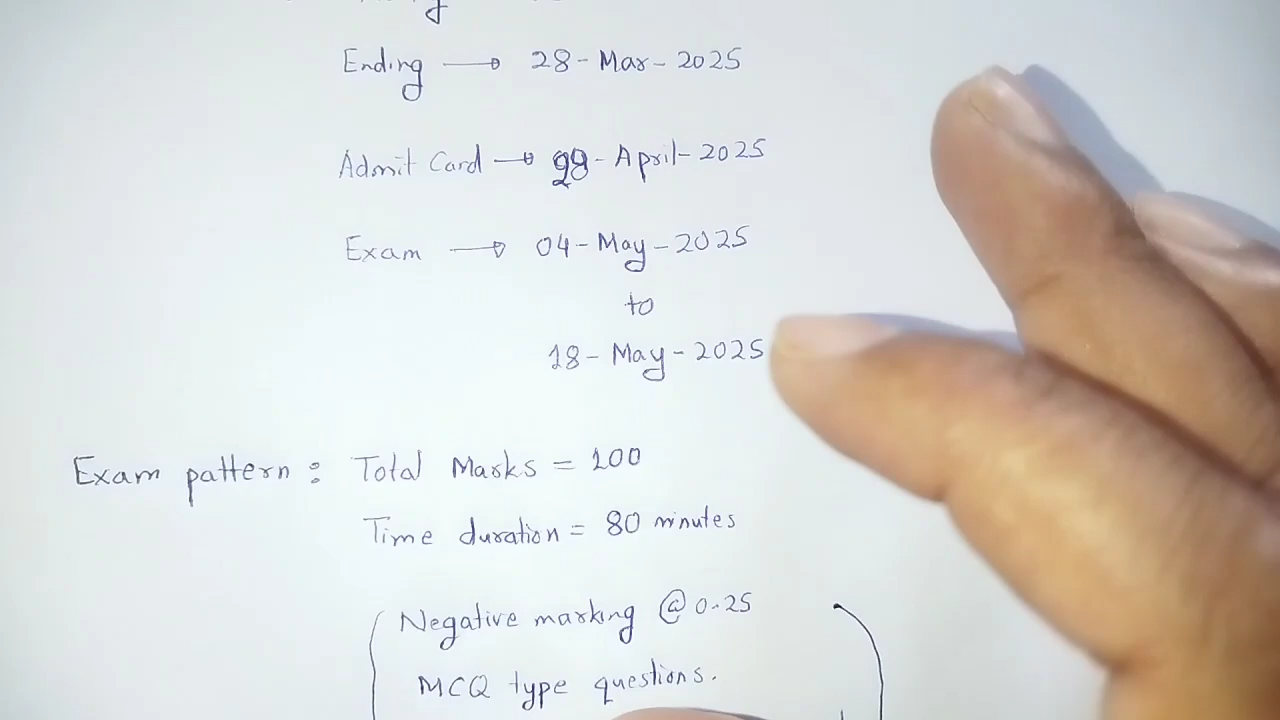 Ending → 28-Mar-2025
Admit Card → -April-2025
Exam → 04-May-2025
to
18-May-2025
Exam pattern: Total Marks = 100
Time duration = 80 minutes
Negative marking @ 0.25
MCQ type questions.